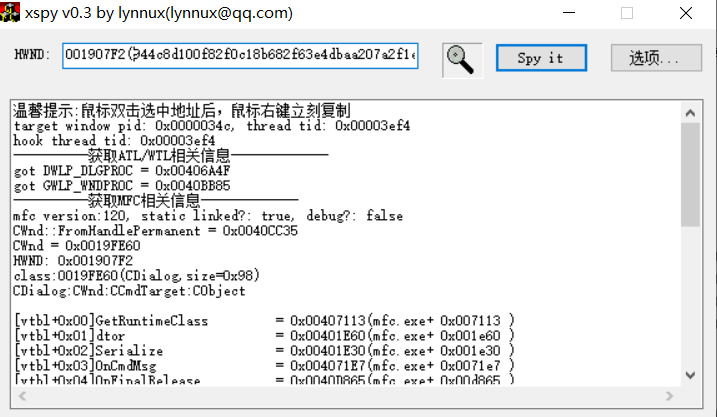 xspy v0.3 by lynnux(lynnux@qq.com)
HWND: 001907F2(
Spy it
选项...
温馨提示:鼠标双击选中地址后，鼠标右键立刻复制
target window pid: 0x0000034c, thread tid: 0x00003ef4
hook thread tid: 0x00003ef4
——————获取ATL/WTL相关信息————————
got DWLP_DLGPROC = 0x00406A4F
got GWLP_WNDPROC = 0x0040BB85
——————获取MFC相关信息————————
mfc version:120, static linked?: true, debug?: false
CWnd::FromHandlePermanent = 0x0040CC35
CWnd = 0x0019FE60
HWND: 0x001907F2
class:0019FE60(CDialog,size=0x98)
CDialog:CWnd:CCmdTarget:CObject
[vtbl+0x00]GetRuntimeClass = 0x00407113(mfc.exe+ 0x007113 )
[vtbl+0x01]dtor = 0x00401E60(mfc.exe+ 0x001e60 )
[vtbl+0x02]Serialize = 0x00401E30(mfc.exe+ 0x001e30 )
[vtbl+0x03]OnCmdMsg = 0x004071E7(mfc.exe+ 0x0071e7 )
[vtbl+0x04]OnFinalRelease = 0x0040D865(mfc.exe+ 0x00d865 )